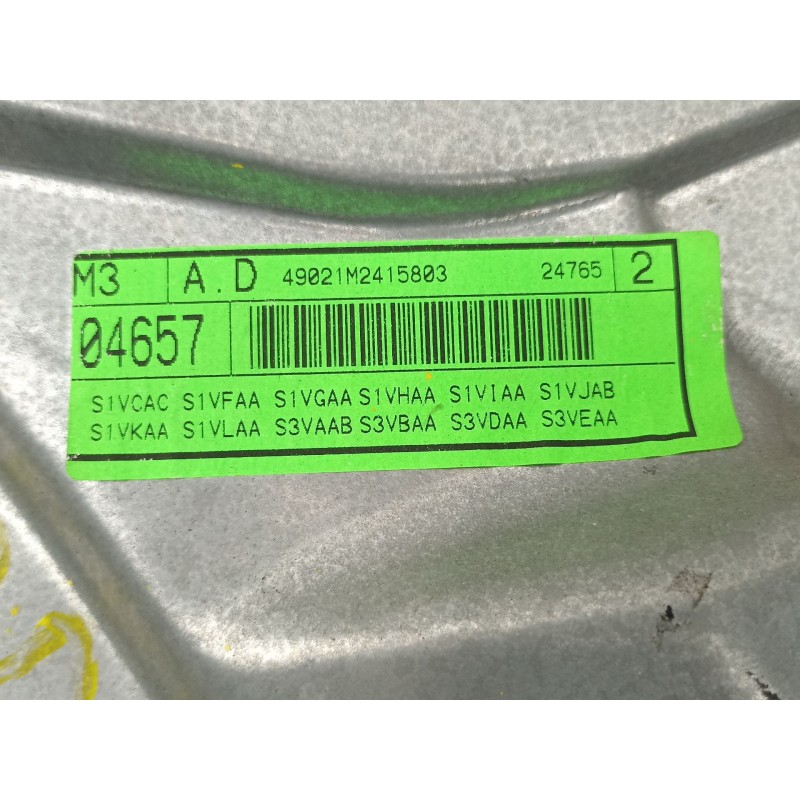 M3 A.D 49021M2415803 24765 2
04657
S1VCAC S1VFAA S1VGAA S1VHAA S1VIAA S1VJAB
S1VKAA S1VLAA S3VAAB S3VBAA S3VDAA S3VEAA